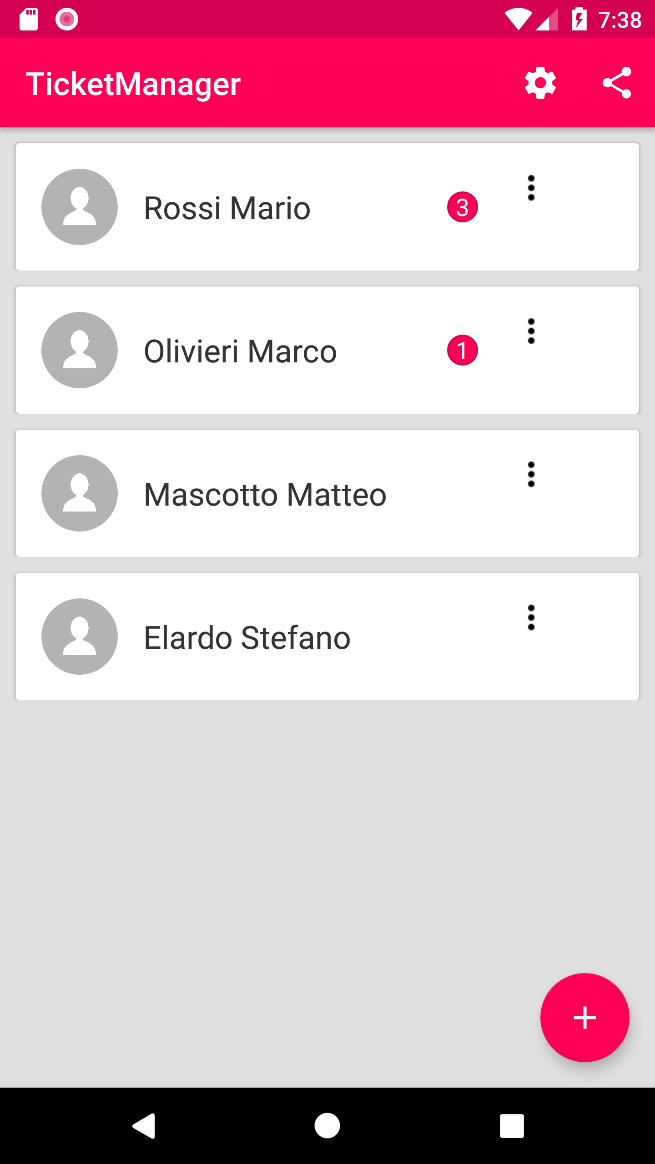 7:38
TicketManager
Rossi Mario
3
Olivieri Marco
1
Mascotto Matteo
Elardo Stefano